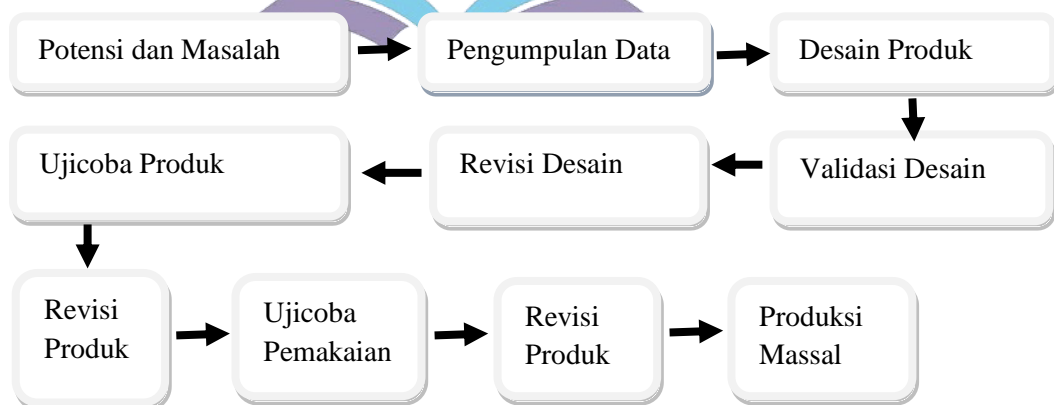 Potensi dan Masalah
Pengumpulan Data
Desain Produk
Validasi Desain
Revisi Desain
Ujicoba Produk
Revisi
Produk
Ujicoba
Pemakaian
Revisi
Produk
Produksi
Massal